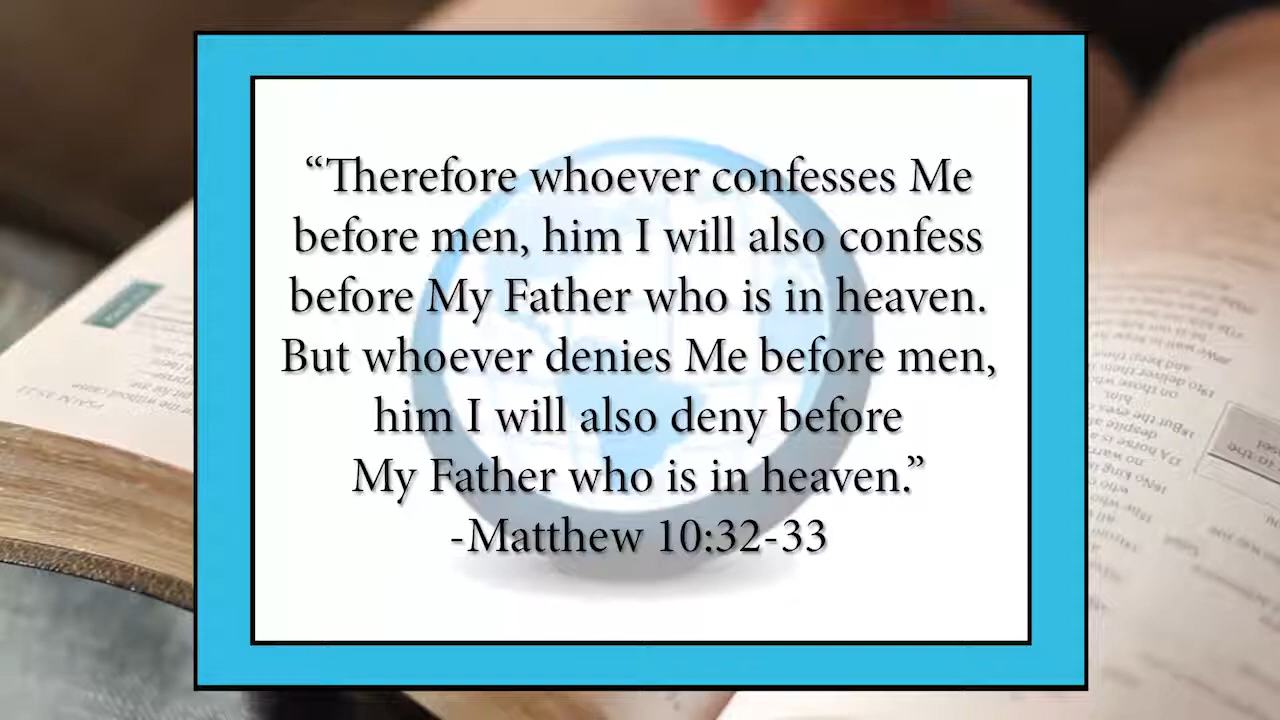 “Therefore whoever confesses Me
before men, him I will also confess
before My Father who is in heaven.
But whoever denies Me before men,
him I will also deny before
My Father who is in heaven.”
-Matthew 10:32-33